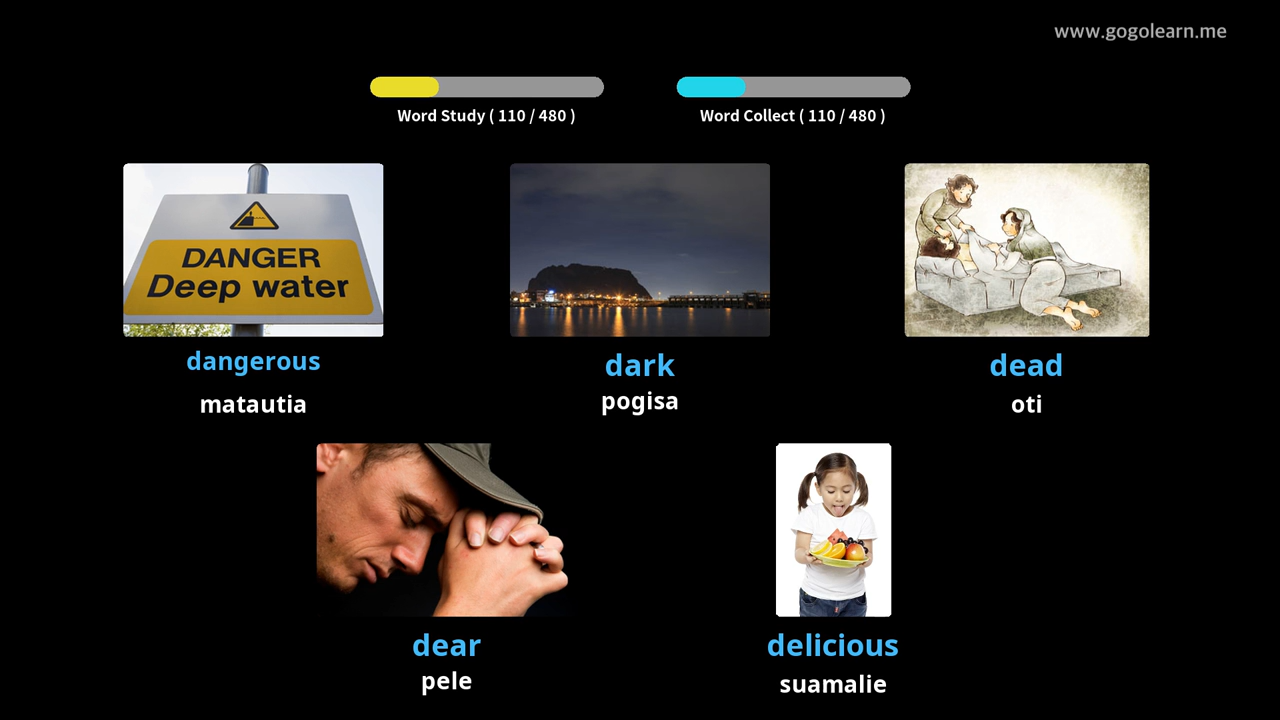 www.gogolearn.me
Word Study ( 110 / 480 )
Word Collect ( 110 / 480 )
DANGER
Deep water
dangerous
matautia
dark
pogisa
dead
oti
dear
pele
delicious
suamalie